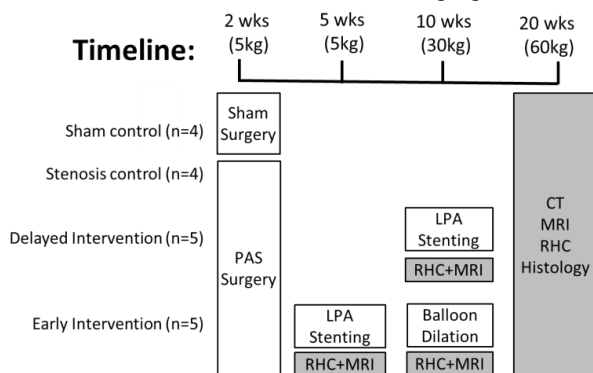 2 wks 5 wks 10 wks 20 wks
Timeline: (5kg) (5kg) (30kg) (60kg)
Sham control (n=4)
Sham
Surgery
Stenosis control (n=4)
Delayed Intervention (n=5)
PAS
Surgery
LPA
Stenting
RHC+MRI
CT
MRI
RHC
Histology
Early Intervention (n=5)
LPA
Stenting
RHC+MRI
Balloon
Dilation
RHC+MRI